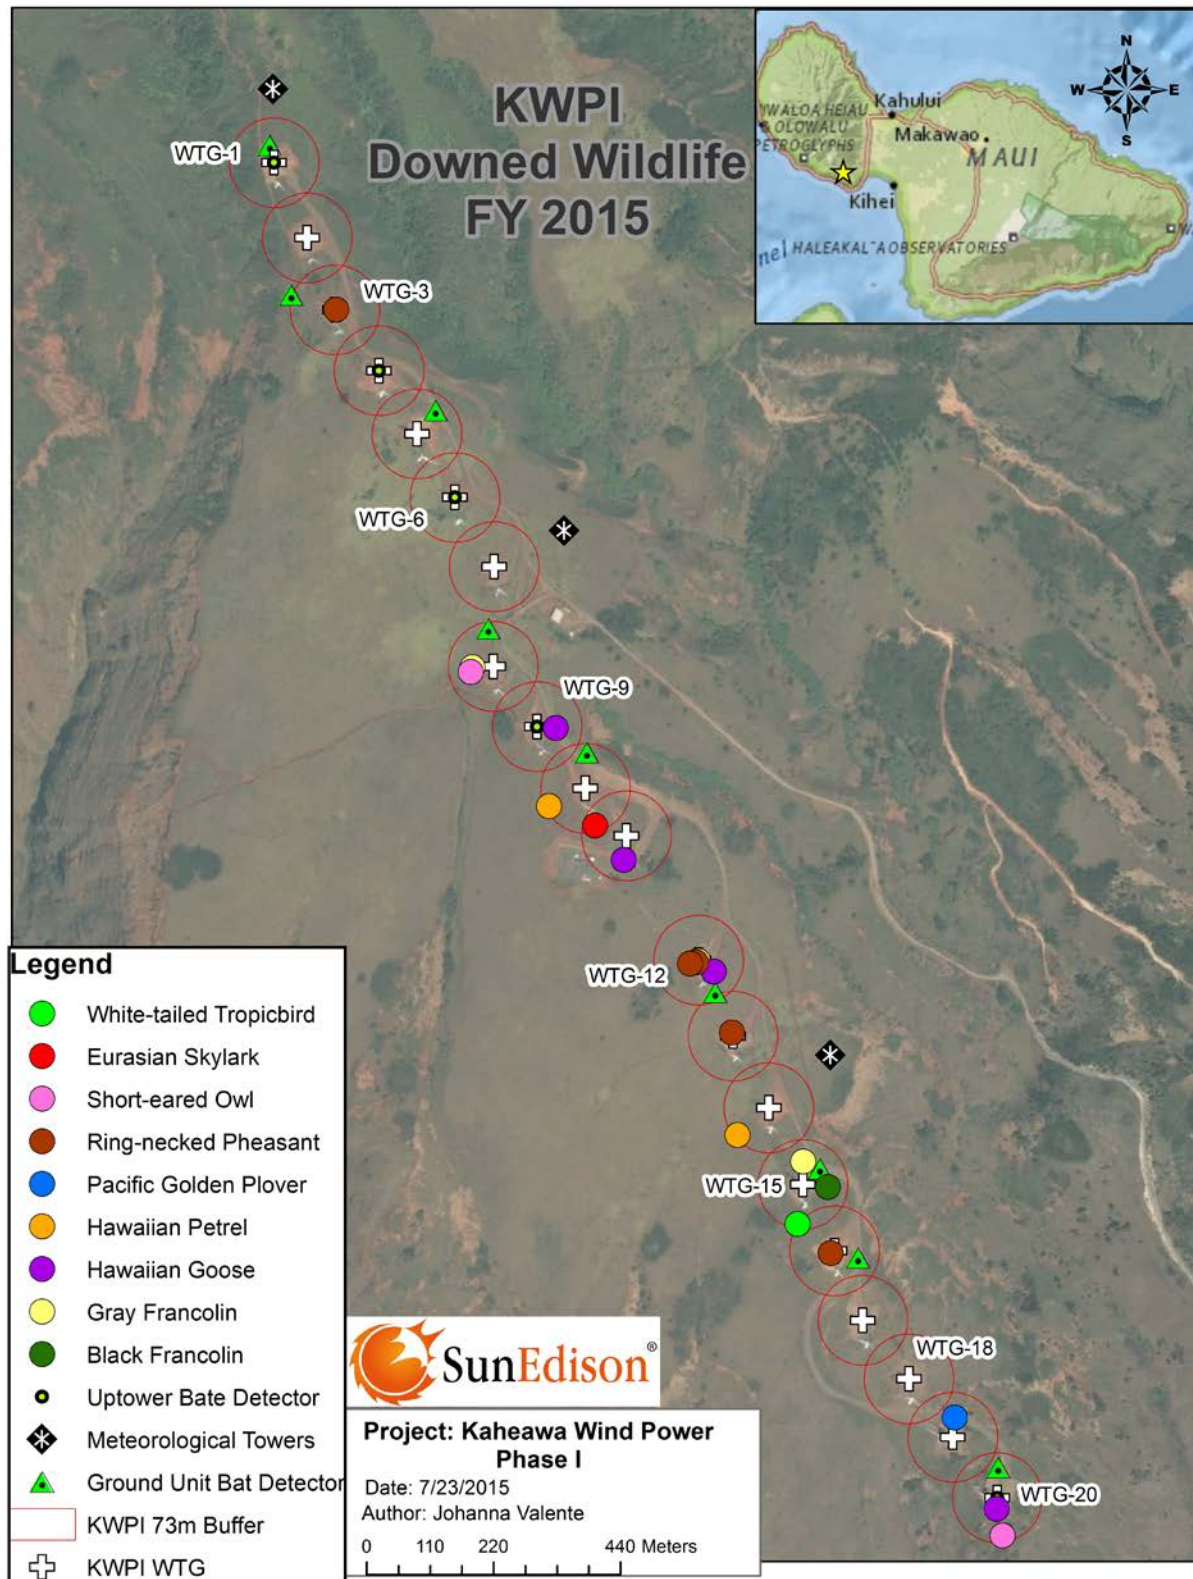 KWPI
Downed Wildlife
FY 2015
N
W E
S
Kahului
Makawao
MAUI
& OLOWALU
PETROGLYPHS
Kihei
HALEAKALA OBSERVATORIES
WTG-1
WTG-3
WTG-6
WTG-9
WTG-12
WTG-15
WTG-18
WTG-20
Legend
White-tailed Tropicbird
Eurasian Skylark
Short-eared Owl
Ring-necked Pheasant
Pacific Golden Plover
Hawaiian Petrel
Hawaiian Goose
Gray Francolin
Black Francolin
Uptower Bate Detector
Meteorological Towers
Ground Unit Bat Detector
KWPI 73m Buffer
KWPI WTG
SunEdison®
Project: Kaheawa Wind Power
Phase I
Date: 7/23/2015
Author: Johanna Valente
0 110 220 440 Meters